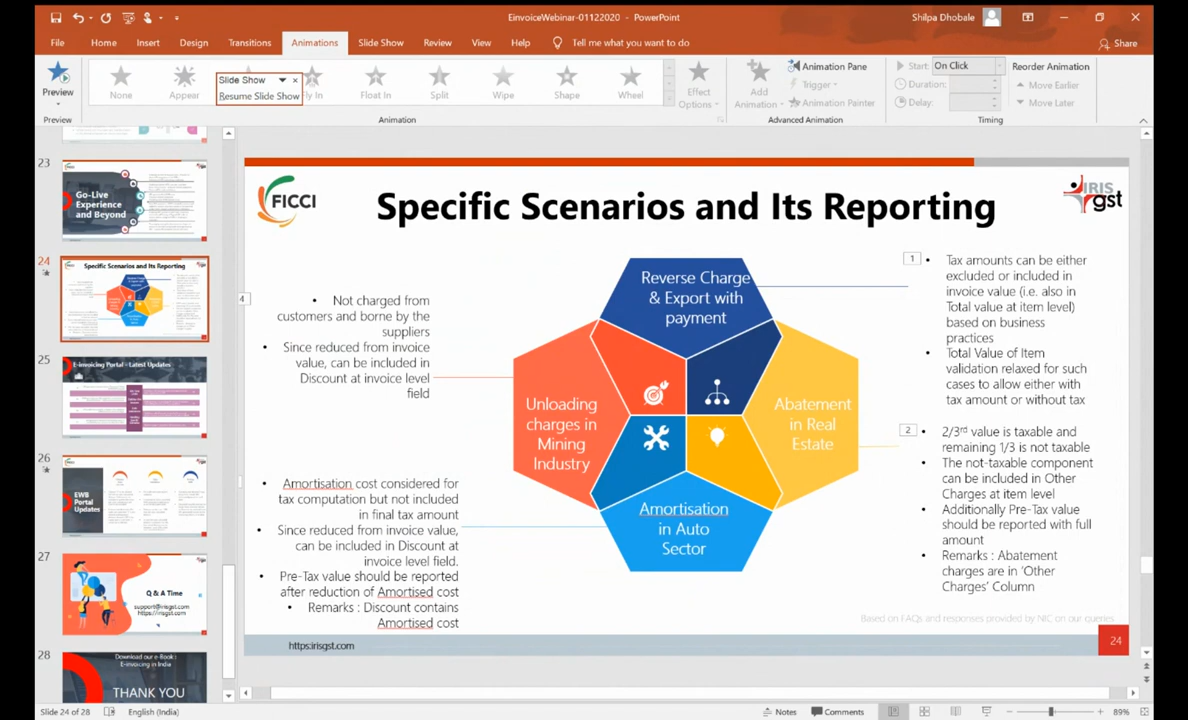 EinvoiceWebinar-01122020 - PowerPoint
Shilpa Dhobale
File Home Insert Design Transitions Animations Slide Show Review View Help Tell me what you want to do
Share
Preview
None
Appear
Slide Show
Resume Slide Show
Fly In
Float In
Split
Wipe
Shape
Wheel
Effect
Options
Add
Animation
Animation Pane
Trigger
Animation Painter
Start: On Click
Duration:
Delay:
Reorder Animation
Move Earlier
Move Later
Preview
Animation
Advanced Animation
Timing
23
Go-Live
Experience
and Beyond
24
Specific Scenarios and Its Reporting
25
E-invoicing Portal - Latest Updates
26
EWB
Portal
Updates
27
Q & A Time
support@irisgst.com
https://irisgst.com
28
Download our e-Book :
E-invoicing in India
THANK YOU
FICCI
Specific Scenarios and Its Reporting
IRIS
gst
4
• Not charged from
customers and borne by the
suppliers
• Since reduced from invoice
value, can be included in
Discount at invoice level
field
• Amortisation cost considered for
tax computation but not included
in final tax amount
• Since reduced from invoice value,
can be included in Discount at
invoice level field.
• Pre-Tax value should be reported
after reduction of Amortised cost
• Remarks : Discount contains
Amortised cost
Reverse Charge
& Export with
payment
Unloading
charges in
Mining
Industry
Abatement
in Real
Estate
Amortisation
in Auto
Sector
1
• Tax amounts can be either
excluded or included in
invoice value (i.e. also in
Total value at item level)
based on business
practices
• Total Value of Item
validation relaxed for such
cases to allow either with
tax amount or without tax
2
• 2/3rd value is taxable and
remaining 1/3 is not taxable
• The not-taxable component
can be included in Other
Charges at item level
• Additionally Pre-Tax value
should be reported with full
amount
• Remarks : Abatement
charges are in 'Other
Charges' Column
Based on FAQs and responses provided by NIC on our queries
https:irisgst.com
24
Slide 24 of 28
English (India)
Notes
Comments
89%